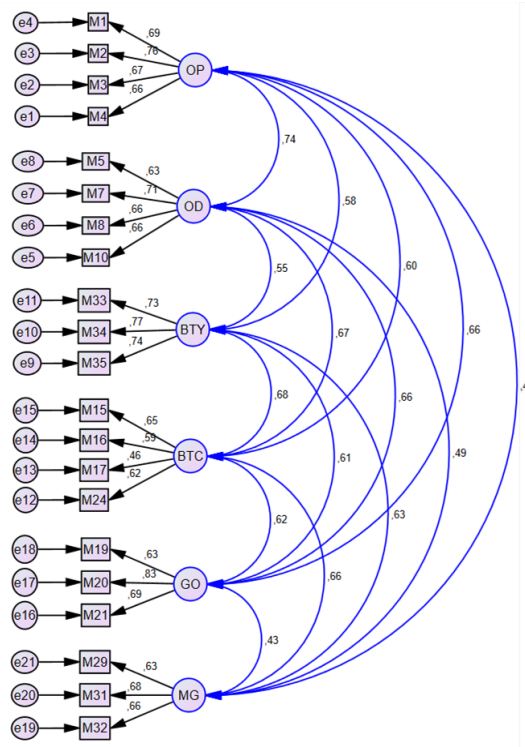 e4 M1 ,69
e3 M2 ,76 OP
e2 M3 ,67
e1 M4 ,66
,74
e8 M5 ,63
e7 M7 ,71 ,58
e6 M8 ,66 OD
e5 M10 ,66
,55 ,60
e11 M33 ,73
e10 M34 ,77 BTY ,67 ,66
e9 M35 ,74
,68 ,66
e15 M15 ,65
e14 M16 ,59 ,61 ,49
e13 M17 ,46 BTC
e12 M24 ,62
,62 ,63
e18 M19 ,63
e17 M20 ,83 GO ,66
e16 M21 ,69
,43
e21 M29 ,63
e20 M31 ,68 MG
e19 M32 ,66